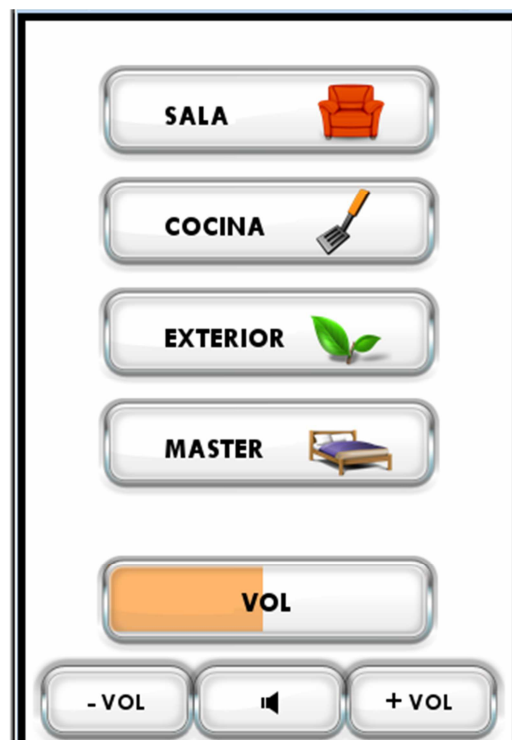 SALA
COCINA
EXTERIOR
MASTER
VOL
- VOL
+ VOL